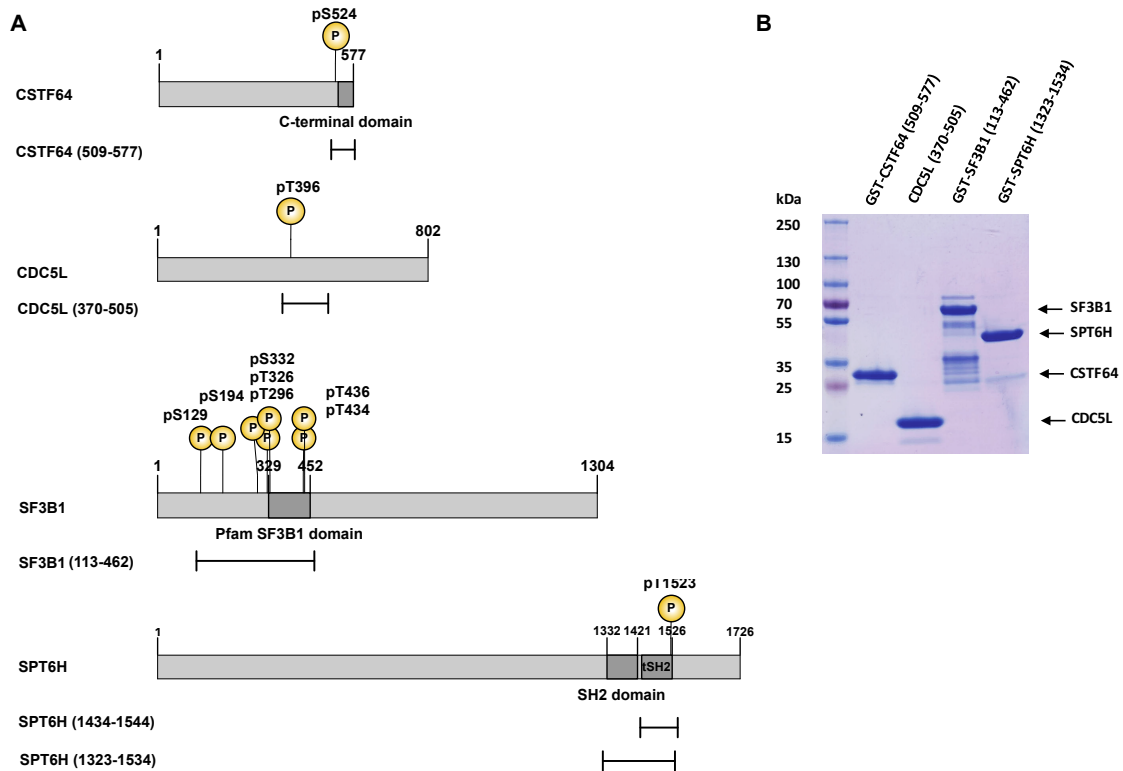 A
pS524
P
1
577
CSTF64
C-terminal domain
CSTF64 (509-577)
pT396
P
1
802
CDC5L
CDC5L (370-505)
pS332
pT326
pT296
pS194
pS129
pT436
pT434
P
P
P
P
P
P
P
1
329
452
1304
SF3B1
Pfam SF3B1 domain
SF3B1 (113-462)
pT1523
P
1
1332
1421
1526
1726
SPT6H
tSH2
SH2 domain
SPT6H (1434-1544)
SPT6H (1323-1534)
B
GST-CSTF64 (509-577)
CDC5L (370-505)
GST-SF3B1 (113-462)
GST-SPT6H (1323-1534)
kDa
250
130
100
70
55
35
25
15
SF3B1
SPT6H
CSTF64
CDC5L